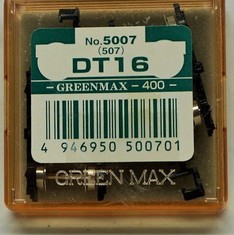 No.5007
(507)
DT16
- GREENMAX - 400 -
4 946950 500701
GREEN MAX